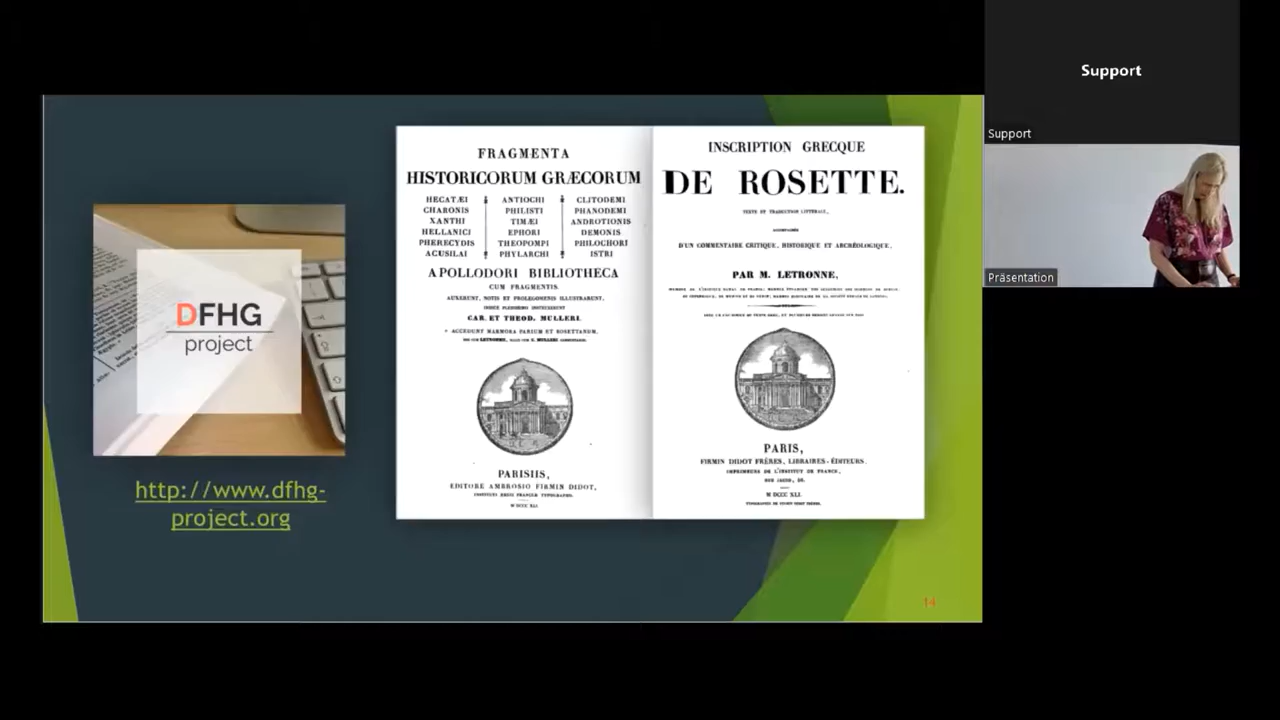 DFHG
project
http://www.dfhg-
project.org
FRAGMENTA
HISTORICORUM GRÆCORUM
HECATÆI
CHARONIS
XANTHI
HELLANICI
PHERECYDIS
ACUSILAI
ANTIOCHI
PHILISTI
TIMÆI
EPHORI
THEOPOMPI
PHYLARCHI
CLITODEMI
PHANODEMI
ANDROTIONIS
DEMONIS
PHILOCHORI
ISTRI
APOLLODORI BIBLIOTHECA
CUM FRAGMENTIS.
AUXERUNT, NOTIS ET PROLEGOMENIS ILLUSTRARUNT,
CAR. ET THEOD. MULLERI.
ACCEDUNT MARMORA PARIUM ET ROSETTANUM,
PARISIIS,
EDITORE AMBROSIO FIRMIN DIDOT,
M DCCC XLI.
INSCRIPTION GRECQUE
DE ROSETTE.
TEXTE ET TRADUCTION LITTÉRALE,
ACCOMPAGNÉE
D'UN COMMENTAIRE CRITIQUE, HISTORIQUE ET ARCHÉOLOGIQUE,
PAR M. LETRONNE,
PARIS,
FIRMIN DIDOT FRÈRES, LIBRAIRES-ÉDITEURS.
IMPRIMEURS DE L'INSTITUT DE FRANCE,
RUE JACOB, 56.
M DCCC XLI.
14
Support
Support
Präsentation